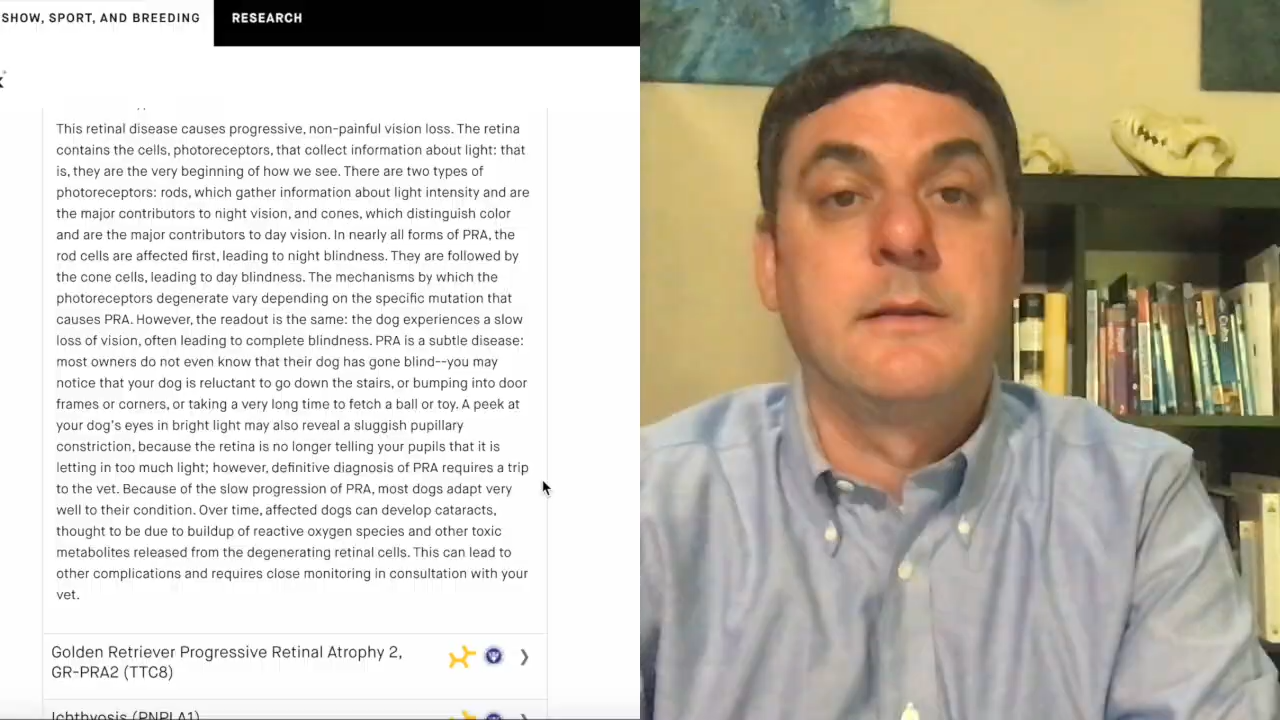 SHOW, SPORT, AND BREEDING
RESEARCH
This retinal disease causes progressive, non-painful vision loss. The retina
contains the cells, photoreceptors, that collect information about light: that
is, they are the very beginning of how we see. There are two types of
photoreceptors: rods, which gather information about light intensity and are
the major contributors to night vision, and cones, which distinguish color
and are the major contributors to day vision. In nearly all forms of PRA, the
rod cells are affected first, leading to night blindness. They are followed by
the cone cells, leading to day blindness. The mechanisms by which the
photoreceptors degenerate vary depending on the specific mutation that
causes PRA. However, the readout is the same: the dog experiences a slow
loss of vision, often leading to complete blindness. PRA is a subtle disease:
most owners do not even know that their dog has gone blind--you may
notice that your dog is reluctant to go down the stairs, or bumping into door
frames or corners, or taking a very long time to fetch a ball or toy. A peek at
your dog's eyes in bright light may also reveal a sluggish pupillary
constriction, because the retina is no longer telling your pupils that it is
letting in too much light; however, definitive diagnosis of PRA requires a trip
to the vet. Because of the slow progression of PRA, most dogs adapt very
well to their condition. Over time, affected dogs can develop cataracts,
thought to be due to buildup of reactive oxygen species and other toxic
metabolites released from the degenerating retinal cells. This can lead to
other complications and requires close monitoring in consultation with your
vet.
Golden Retriever Progressive Retinal Atrophy 2,
GR-PRA2 (TTC8)
Ichthyosis (PNPLA1)
Cuba